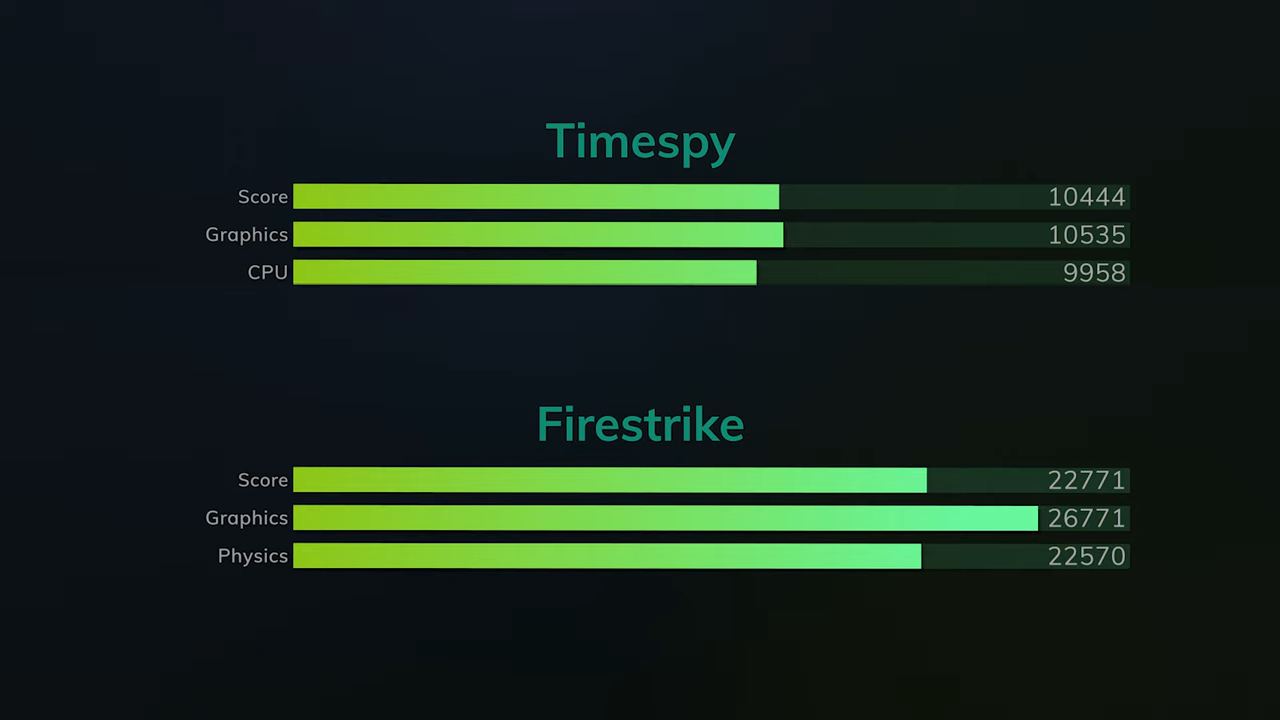 Timespy
Score 10444
Graphics 10535
CPU 9958
Firestrike
Score 22771
Graphics 26771
Physics 22570